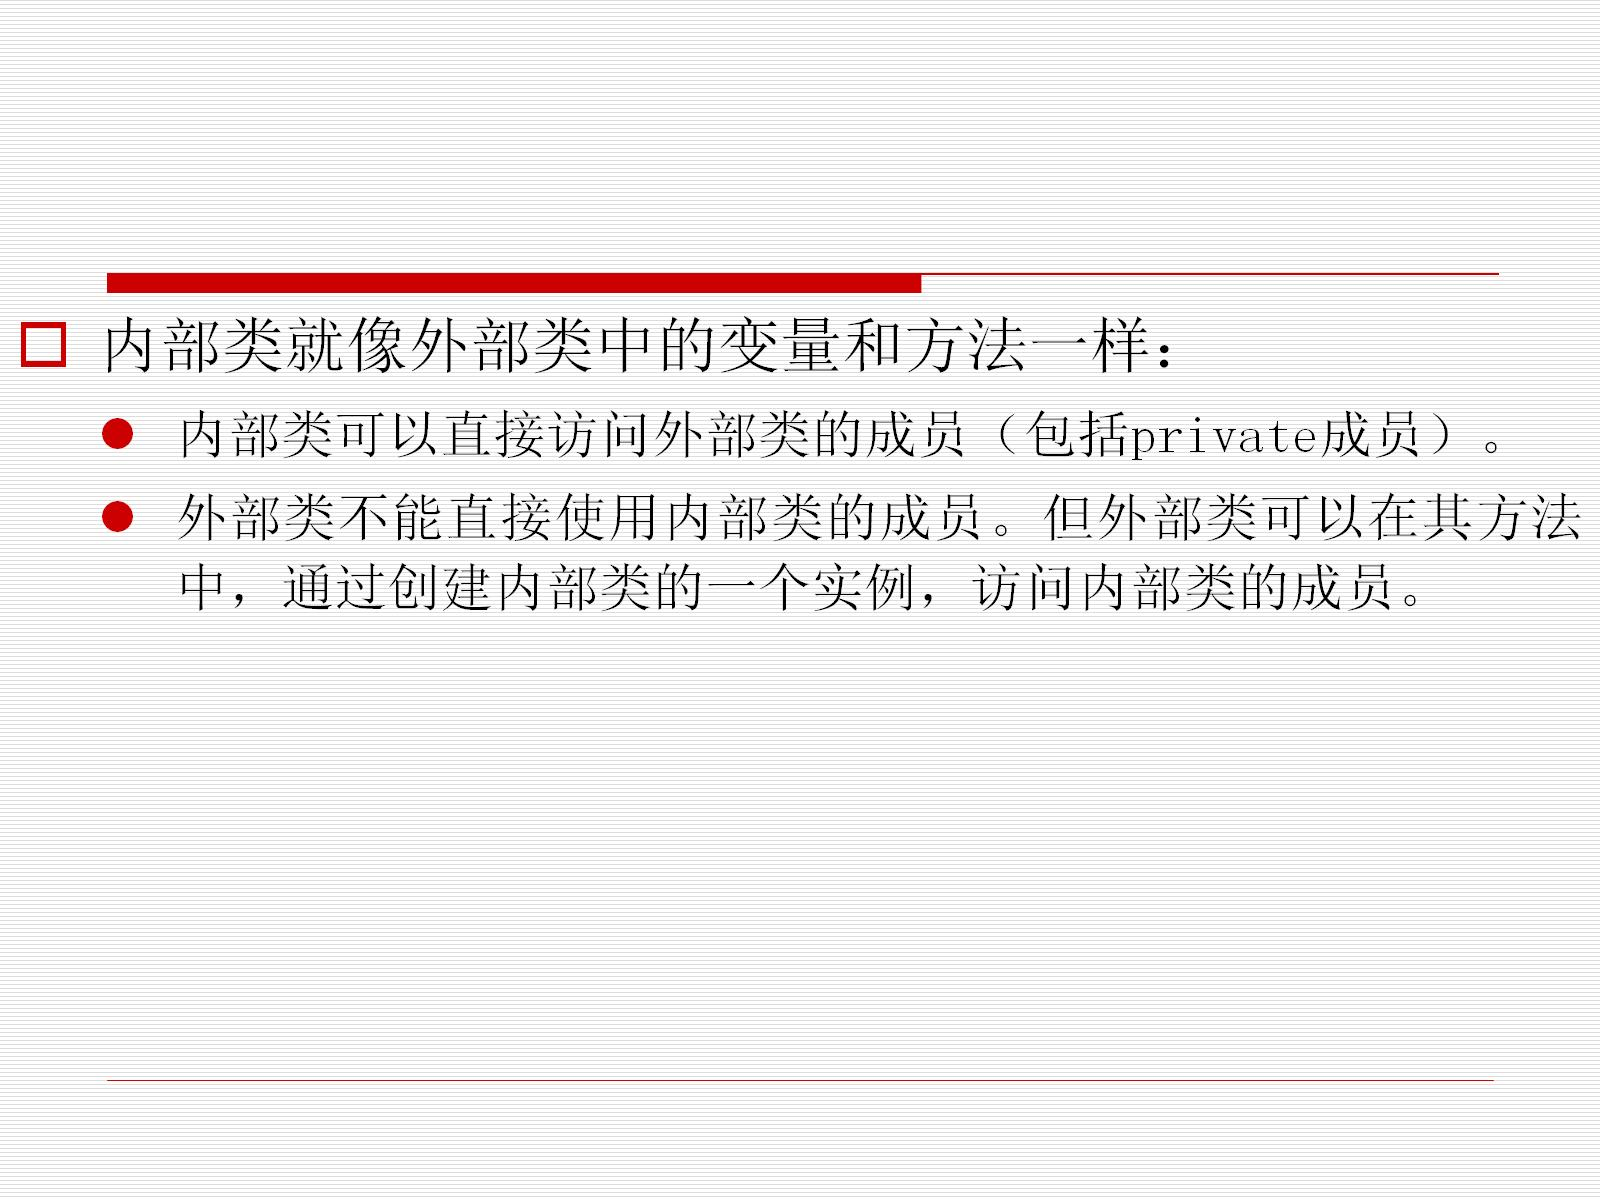 内部类就像外部类中的变量和方法一样：
内部类可以直接访问外部类的成员（包括private成员）。
外部类不能直接使用内部类的成员。但外部类可以在其方法
中，通过创建内部类的一个实例，访问内部类的成员。